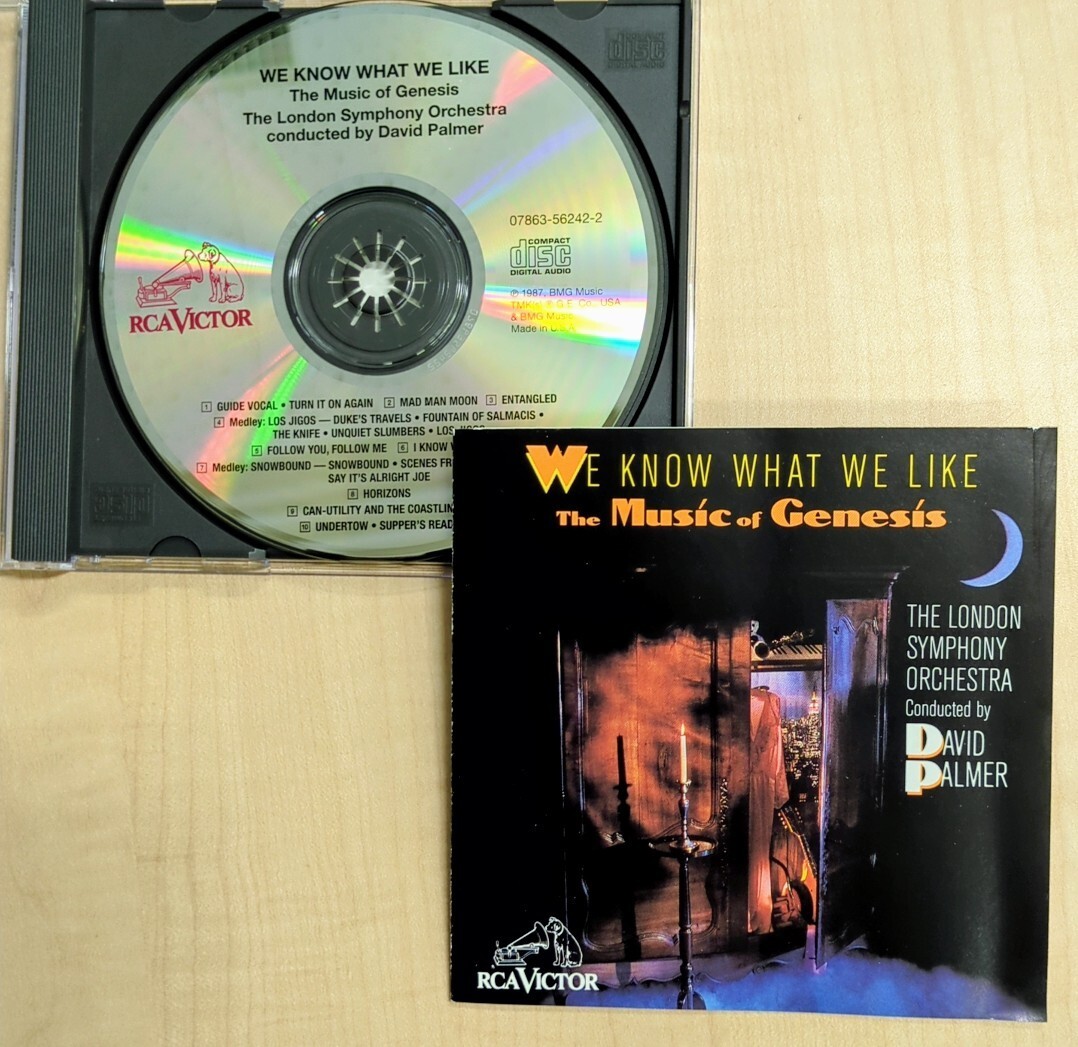 WE KNOW WHAT WE LIKE
The Music of Genesis
The London Symphony Orchestra
conducted by David Palmer
07863-56242-2
COMPACT
disc
DIGITAL AUDIO
℗ 1987, BMG Music
TMK(s) ® G.E. Co., USA
& BMG Music
Made in U.S.A.
RCA VICTOR
1 GUIDE VOCAL • TURN IT ON AGAIN 2 MAD MAN MOON 3 ENTANGLED
4 Medley: LOS JIGOS — DUKE'S TRAVELS • FOUNTAIN OF SALMACIS •
THE KNIFE • UNQUIET SLUMBERS • LOS JIGOS
5 FOLLOW YOU, FOLLOW ME 6 I KNOW
7 Medley: SNOWBOUND — SNOWBOUND • SCENES
SAY IT'S ALRIGHT JOE
8 HORIZONS
9 CAN-UTILITY AND THE
10 UNDERTOW • SUPPER'S
disc
WE KNOW WHAT WE LIKE
The Music of Genesis
THE LONDON
SYMPHONY
ORCHESTRA
Conducted by
DAVID
PALMER
RCA VICTOR